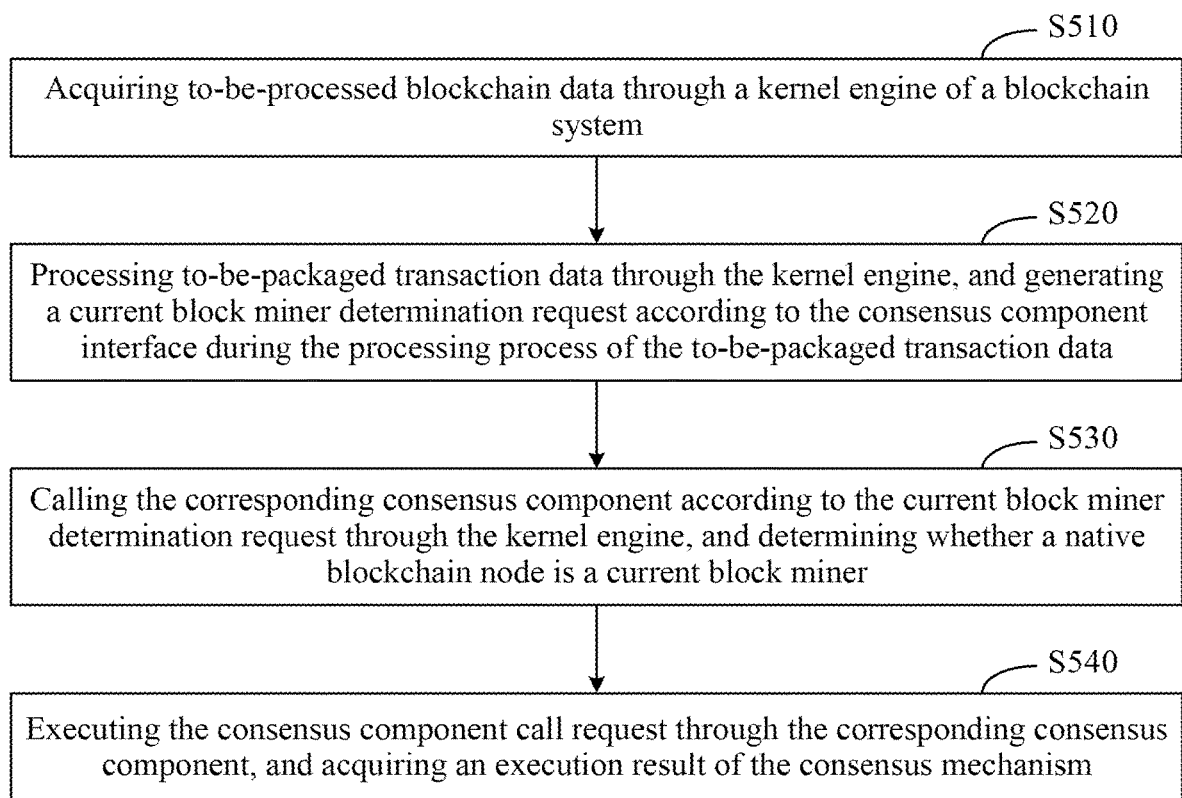 S510
Acquiring to-be-processed blockchain data through a kernel engine of a blockchain
system
S520
Processing to-be-packaged transaction data through the kernel engine, and generating
a current block miner determination request according to the consensus component
interface during the processing process of the to-be-packaged transaction data
S530
Calling the corresponding consensus component according to the current block miner
determination request through the kernel engine, and determining whether a native
blockchain node is a current block miner
S540
Executing the consensus component call request through the corresponding consensus
component, and acquiring an execution result of the consensus mechanism